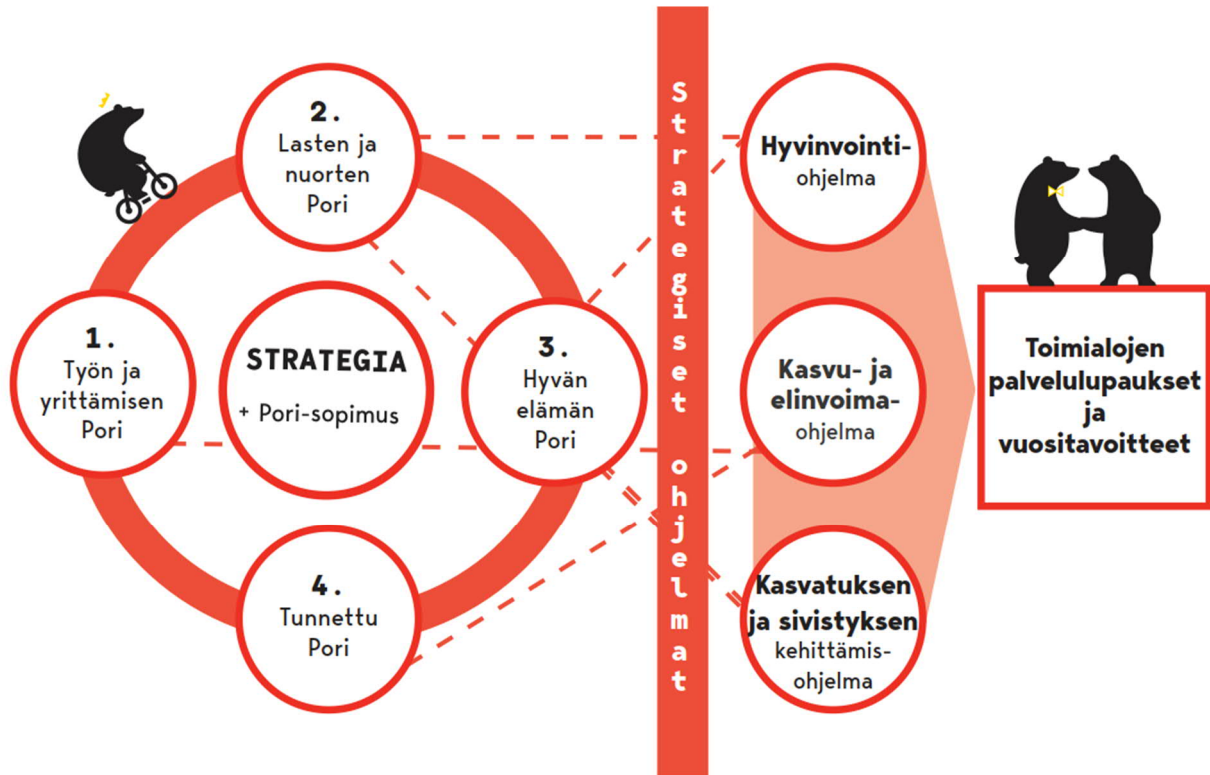 1.
Työn ja
yrittämisen
Pori
2.
Lasten ja
nuorten
Pori
STRATEGIA
+ Pori-sopimus
3.
Hyvän
elämän
Pori
4.
Tunnettu
Pori
Strategiset ohjelmat
Hyvinvointi-
ohjelma
Kasvu- ja
elinvoima-
ohjelma
Kasvatuksen
ja sivistyksen
kehittämis-
ohjelma
Toimialojen
palvelulupaukset
ja
vuositavoitteet